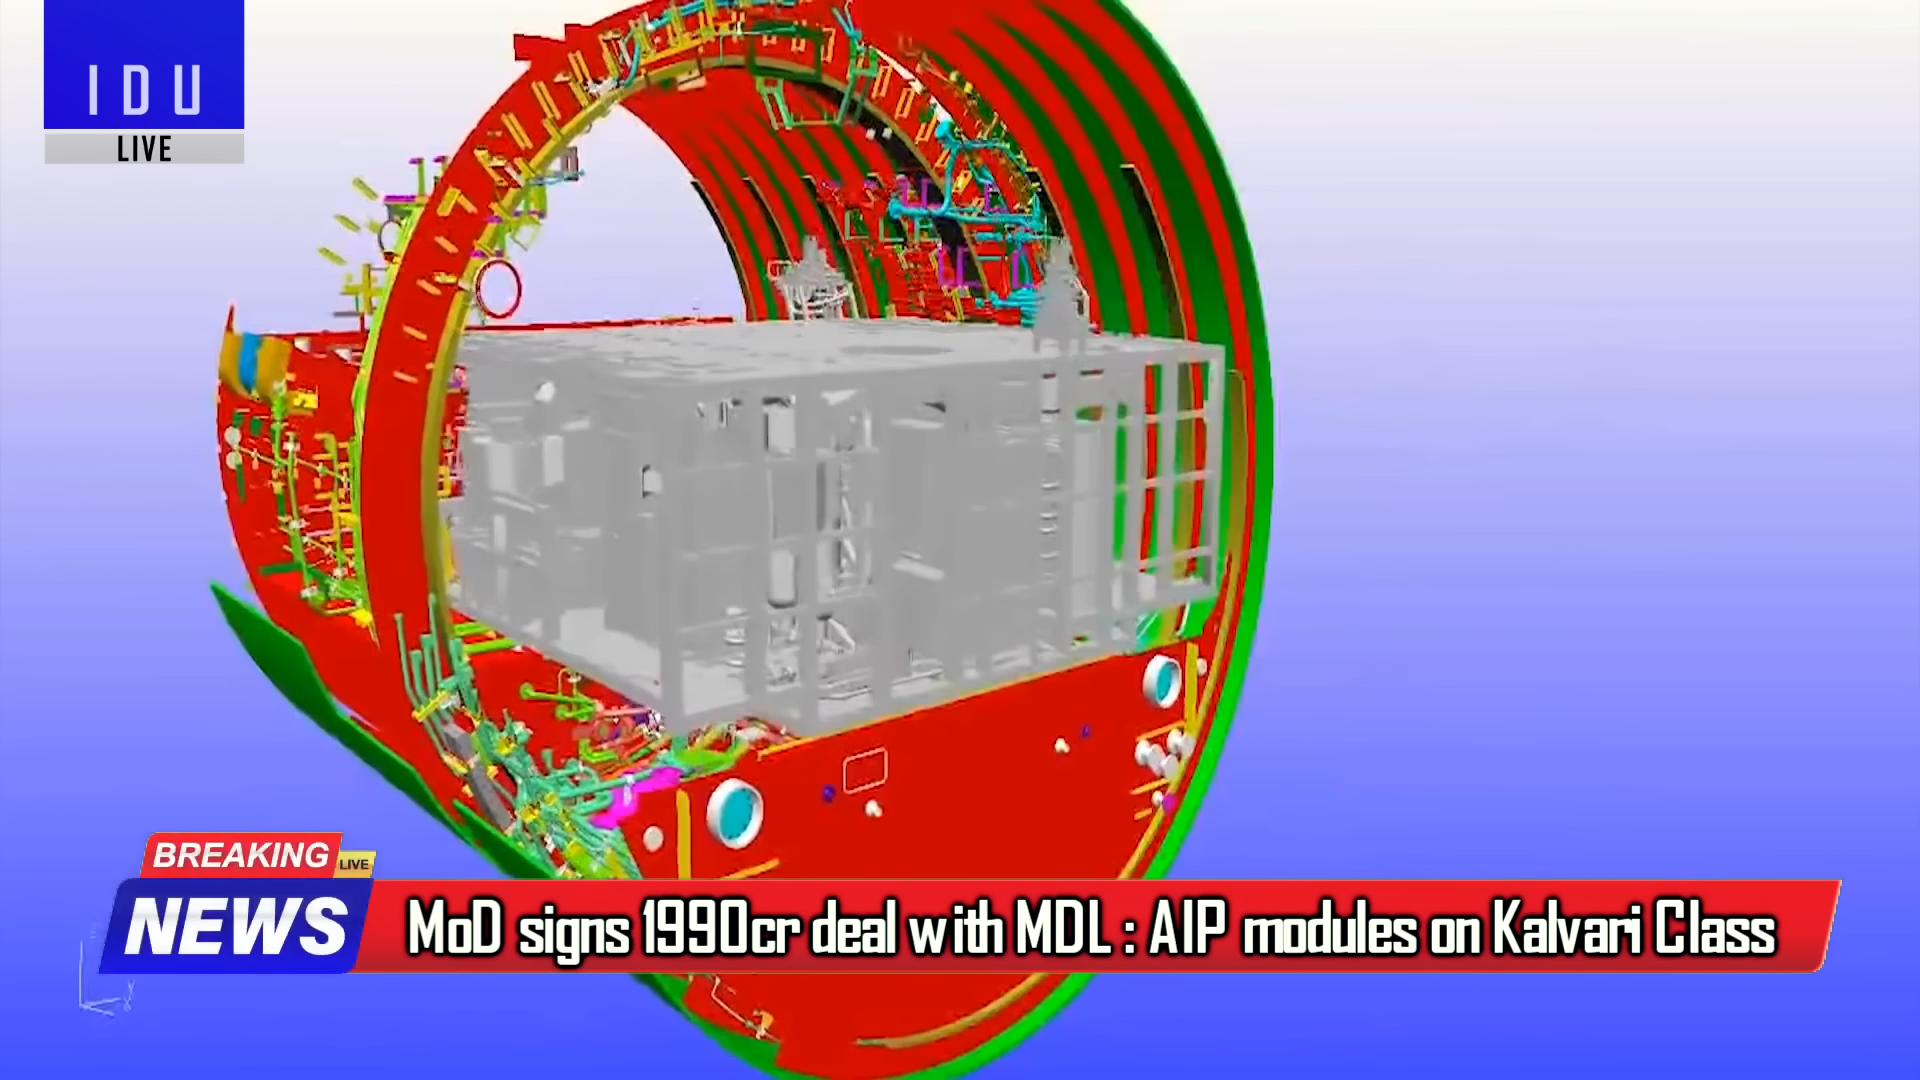 IDU
LIVE
BREAKING
LIVE
NEWS
MoD signs 1990cr deal with MDL : AIP modules on Kalvari Class